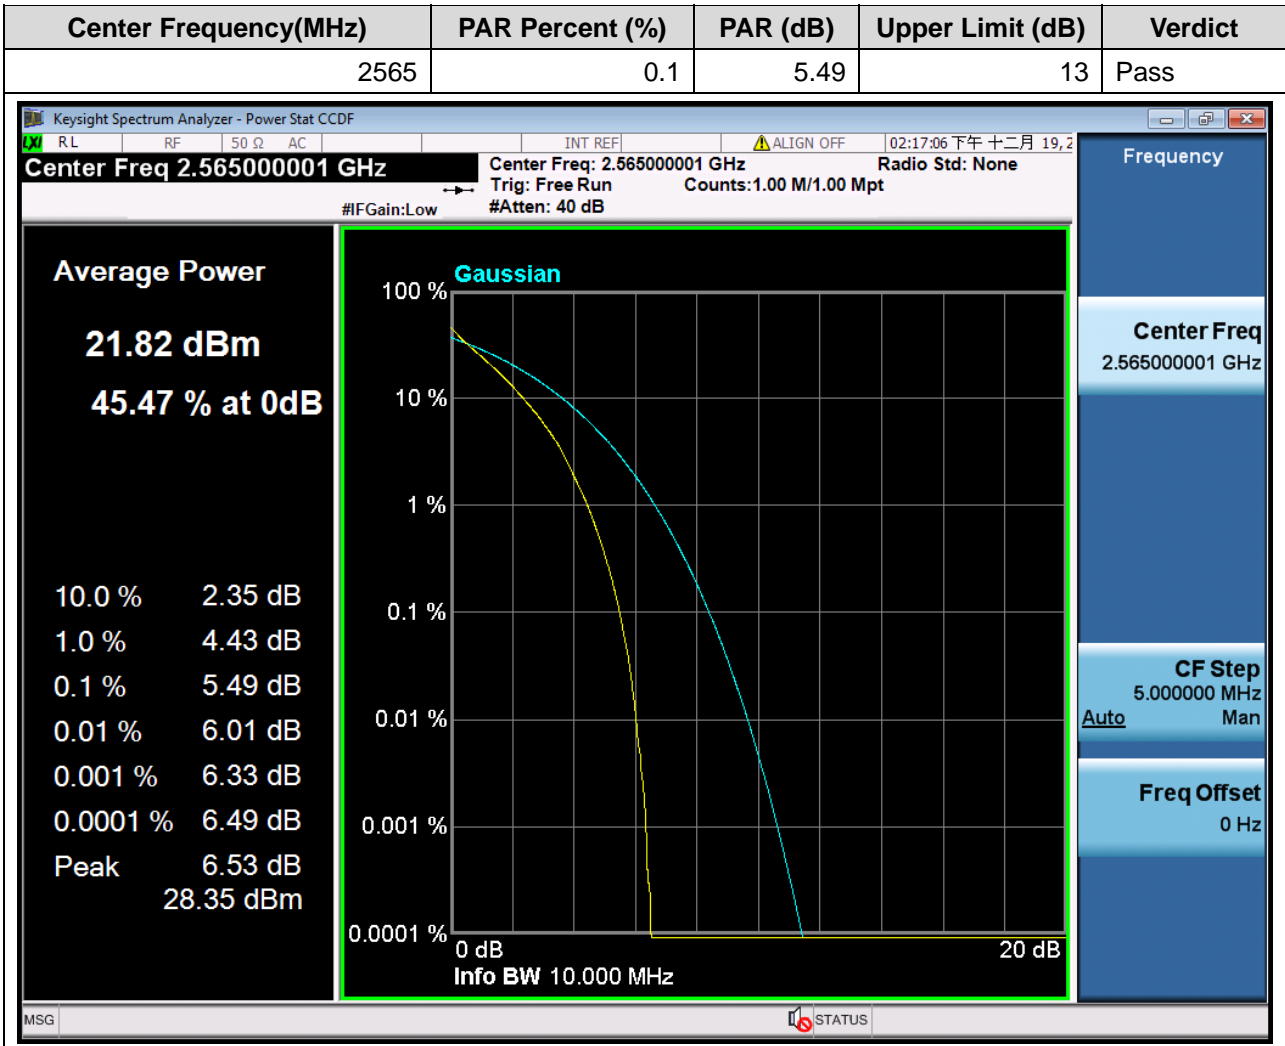 Center Frequency(MHz) PAR Percent (%) PAR (dB) Upper Limit (dB) Verdict
2565 0.1 5.49 13 Pass
Keysight Spectrum Analyzer - Power Stat CCDF
LXI RL RF 50 Ω AC INT REF ALIGN OFF 02:17:06 下午 十二月 19, 2
Center Freq 2.565000001 GHz
Center Freq: 2.565000001 GHz Radio Std: None
Trig: Free Run Counts:1.00 M/1.00 Mpt
#IFGain:Low #Atten: 40 dB
Average Power
21.82 dBm
45.47 % at 0dB
10.0 % 2.35 dB
1.0 % 4.43 dB
0.1 % 5.49 dB
0.01 % 6.01 dB
0.001 % 6.33 dB
0.0001 % 6.49 dB
Peak 6.53 dB
28.35 dBm
Gaussian
100 %
10 %
1 %
0.1 %
0.01 %
0.001 %
0.0001 %
0 dB 20 dB
Info BW 10.000 MHz
Frequency
Center Freq
2.565000001 GHz
CF Step
5.000000 MHz
Auto Man
Freq Offset
0 Hz
MSG STATUS